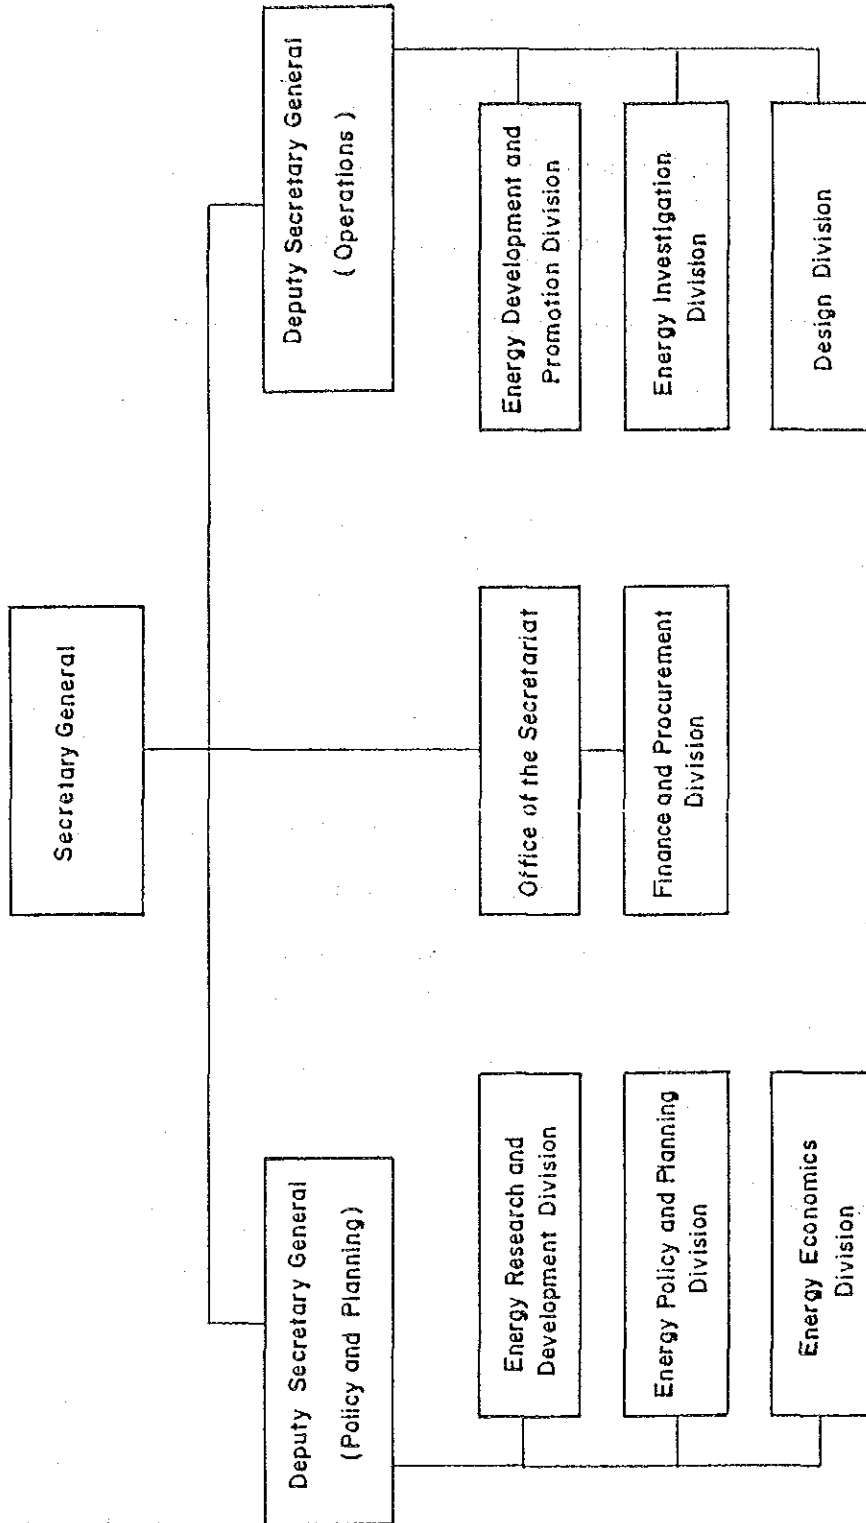 Secretary General
Deputy Secretary General
(Policy and Planning)
Deputy Secretary General
(Operations)
Energy Research and
Development Division
Office of the Secretariat
Energy Development and
Promotion Division
Energy Policy and Planning
Division
Finance and Procurement
Division
Energy Investigation
Division
Energy Economics
Division
Design Division